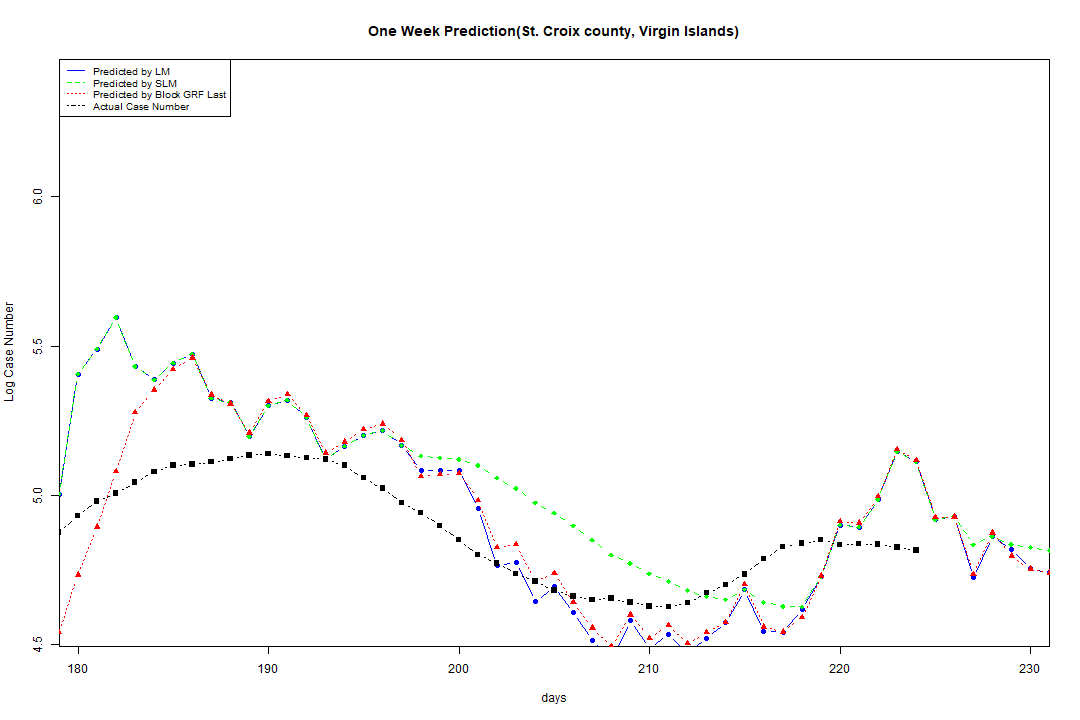 One Week Prediction(St. Croix county, Virgin Islands)
Predicted by LM
Predicted by SLM
Predicted by Block GRF Last
Actual Case Number
6.0
5.5
5.0
4.5
Log Case Number
180 190 200 210 220 230
days